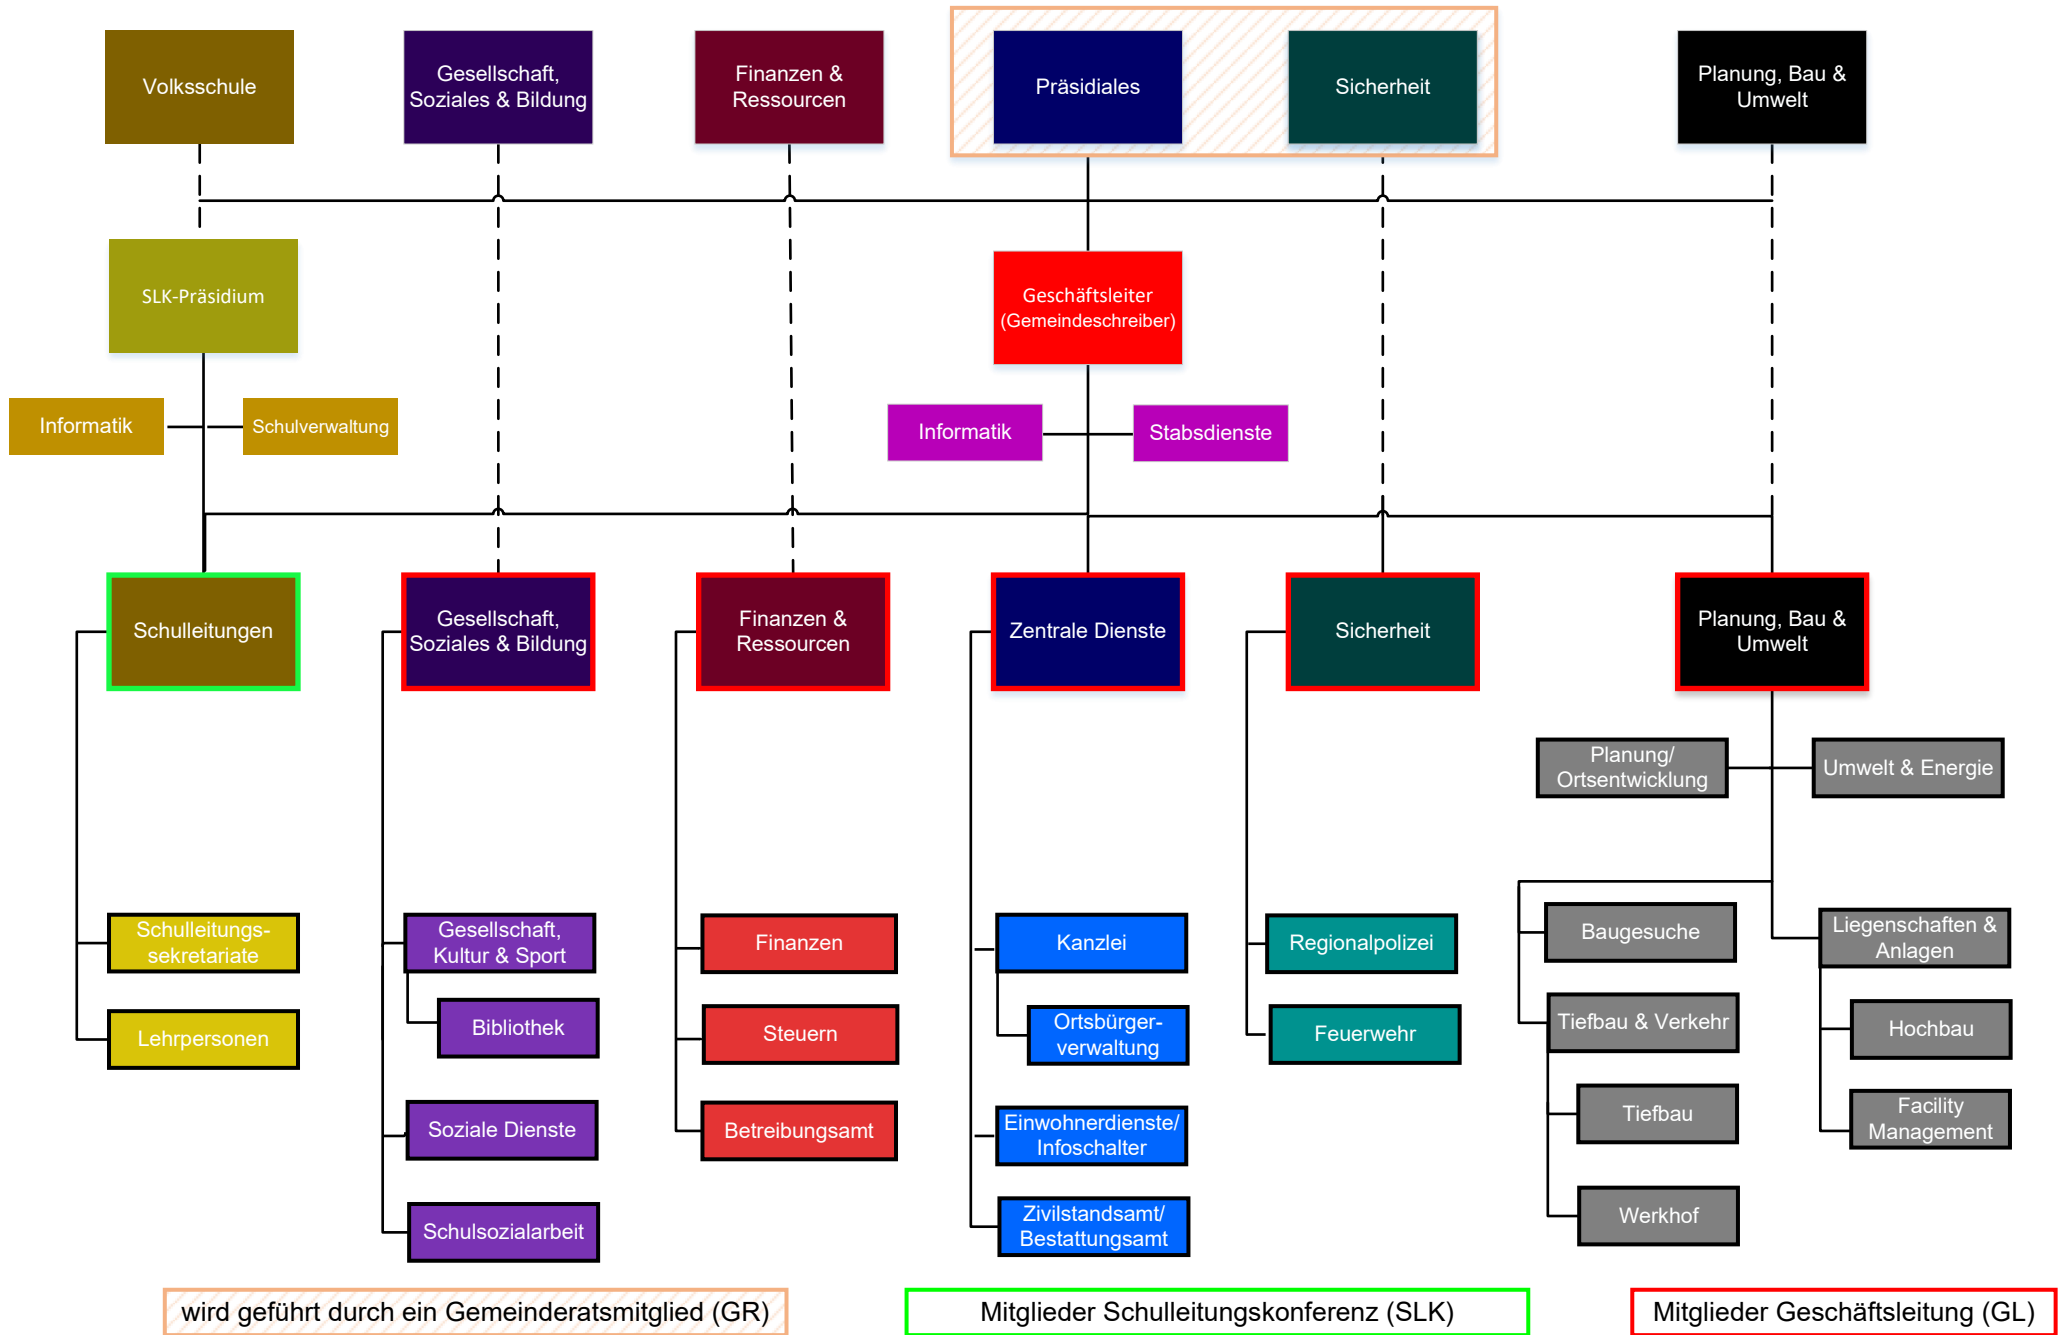 Volksschule
Gesellschaft,
Soziales & Bildung
Finanzen &
Ressourcen
Präsidiales
Sicherheit
Planung, Bau &
Umwelt
SLK-Präsidium
Geschäftsleiter
(Gemeindeschreiber)
Informatik
Schulverwaltung
Informatik
Stabsdienste
Schulleitungen
Gesellschaft,
Soziales & Bildung
Finanzen &
Ressourcen
Zentrale Dienste
Sicherheit
Planung, Bau &
Umwelt
Planung/
Ortsentwicklung
Umwelt & Energie
Schulleitungs-
sekretariate
Lehrpersonen
Gesellschaft,
Kultur & Sport
Bibliothek
Soziale Dienste
Schulsozialarbeit
Finanzen
Steuern
Betreibungsamt
Kanzlei
Ortsbürger-
verwaltung
Einwohnerdienste/
Infoschalter
Zivilstandsamt/
Bestattungsamt
Regionalpolizei
Feuerwehr
Baugesuche
Tiefbau & Verkehr
Tiefbau
Werkhof
Liegenschaften &
Anlagen
Hochbau
Facility
Management
wird geführt durch ein Gemeinderatsmitglied (GR)
Mitglieder Schulleitungskonferenz (SLK)
Mitglieder Geschäftsleitung (GL)